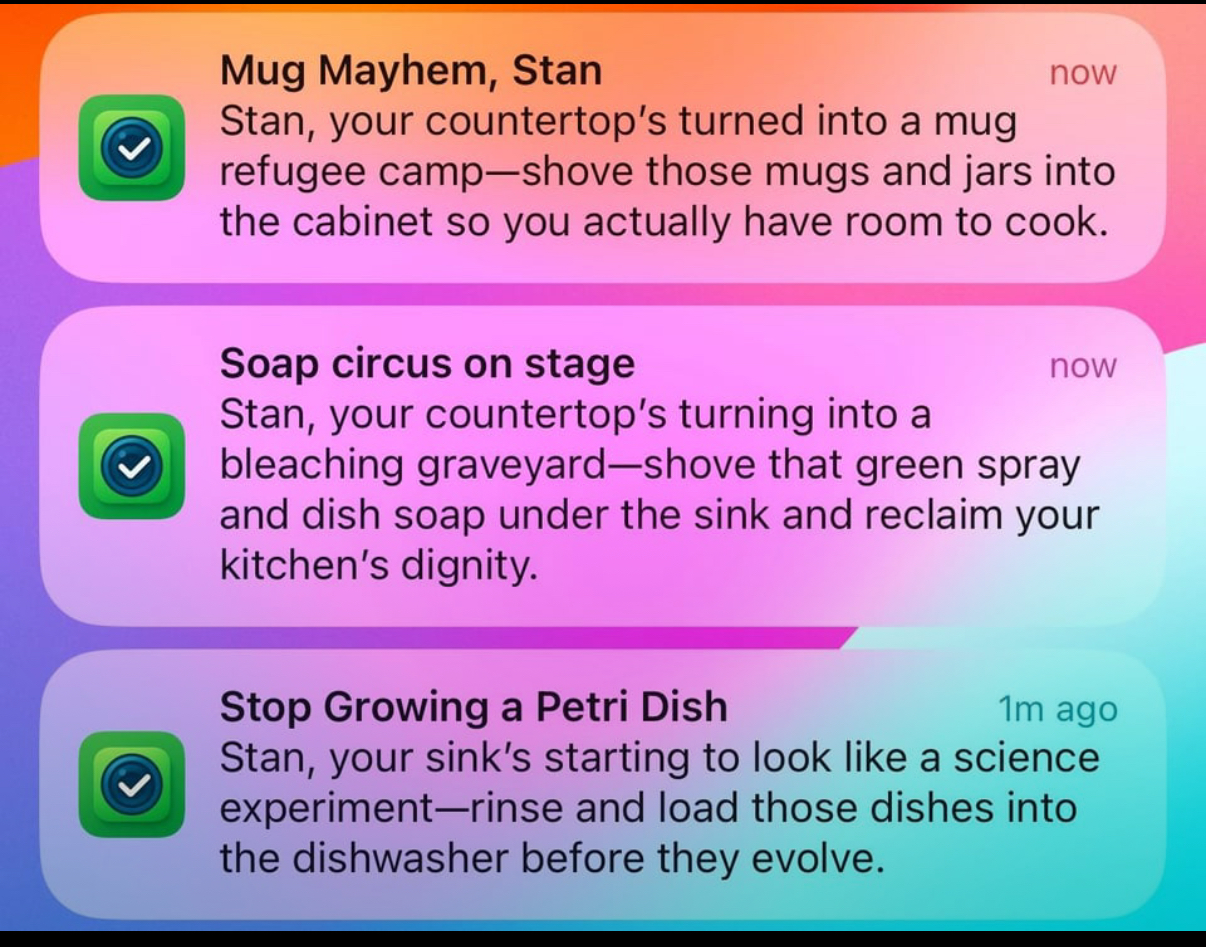 Mug Mayhem, Stan
now
Stan, your countertop’s turned into a mug
refugee camp—shove those mugs and jars into
the cabinet so you actually have room to cook.
Soap circus on stage
now
Stan, your countertop’s turning into a
bleaching graveyard—shove that green spray
and dish soap under the sink and reclaim your
kitchen’s dignity.
Stop Growing a Petri Dish
1m ago
Stan, your sink’s starting to look like a science
experiment—rinse and load those dishes into
the dishwasher before they evolve.